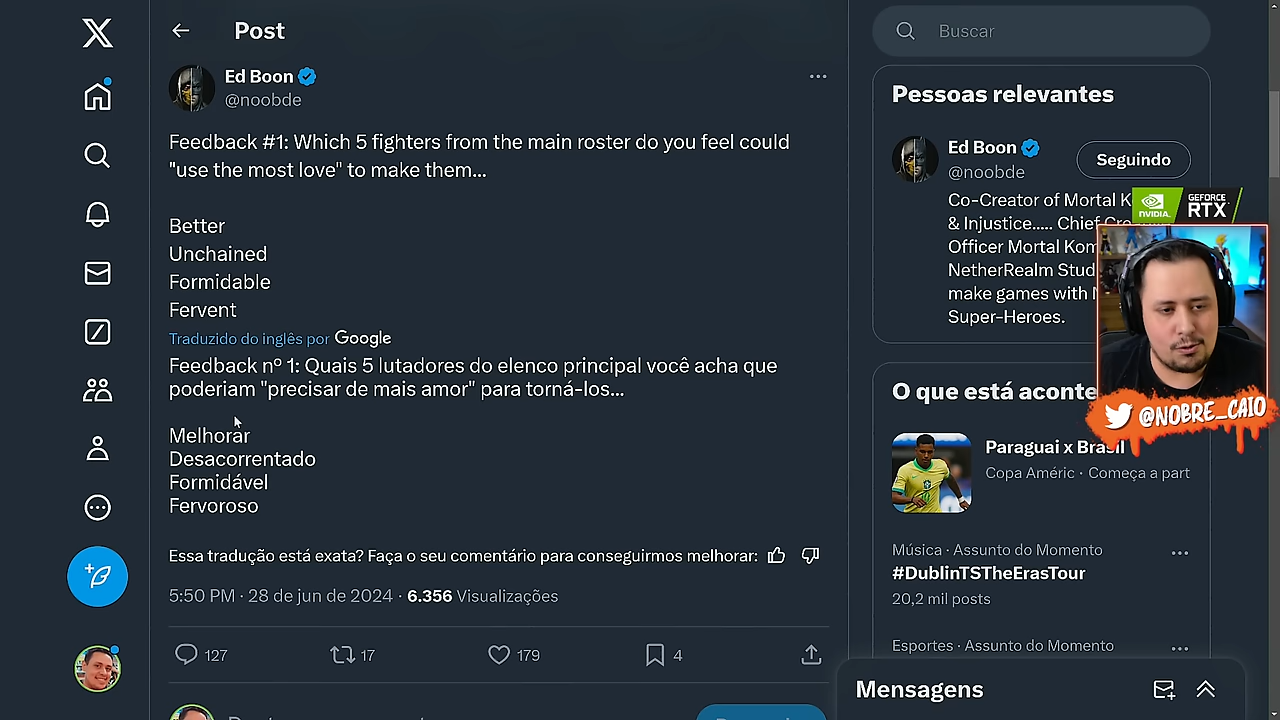 Post
Ed Boon
@noobde
Feedback #1: Which 5 fighters from the main roster do you feel could
"use the most love" to make them...
Better
Unchained
Formidable
Fervent
Traduzido do inglês por Google
Feedback nº 1: Quais 5 lutadores do elenco principal você acha que
poderiam "precisar de mais amor" para torná-los...
Melhorar
Desacorrentado
Formidável
Fervoroso
Essa tradução está exata? Faça o seu comentário para conseguirmos melhorar:
5:50 PM · 28 de jun de 2024 · 6.356 Visualizações
127
17
179
4
Buscar
Pessoas relevantes
Ed Boon
@noobde
Seguindo
Co-Creator of Mortal K
& Injustice..... Chief
Officer Mortal Kom
NetherRealm Stud
make games with
Super-Heroes.
NVIDIA.
GEFORCE
RTX
@NOBRE_CAIO
O que está aconte
Paraguai x Brasil
Copa Améric · Começa a part
Música · Assunto do Momento
#DublinTSTheErasTour
20,2 mil posts
Esportes · Assunto do Momento
Mensagens